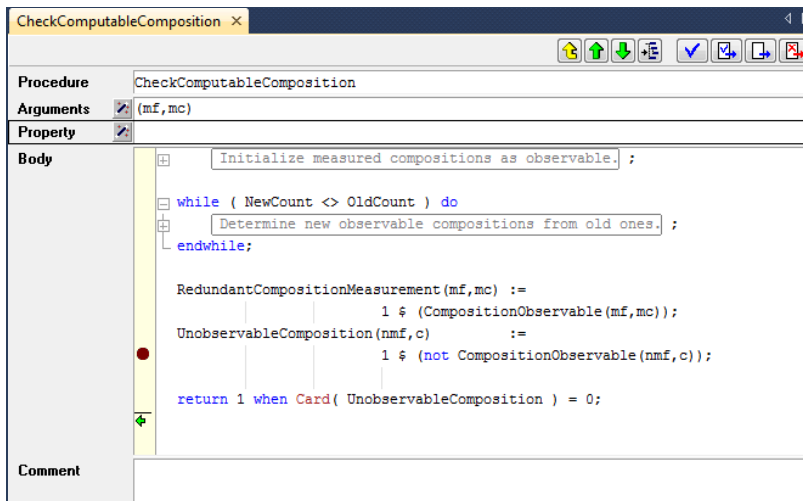 CheckComputableComposition ×
Procedure CheckComputableComposition
Arguments (mf,mc)
Property
Body Initialize measured compositions as observable. ;
while ( NewCount <> OldCount ) do
Determine new observable compositions from old ones. ;
endwhile;
RedundantCompositionMeasurement(mf,mc) :=
1 $ (CompositionObservable(mf,mc));
UnobservableComposition(nmf,c) :=
1 $ (not CompositionObservable(nmf,c));
return 1 when Card( UnobservableComposition ) = 0;
Comment